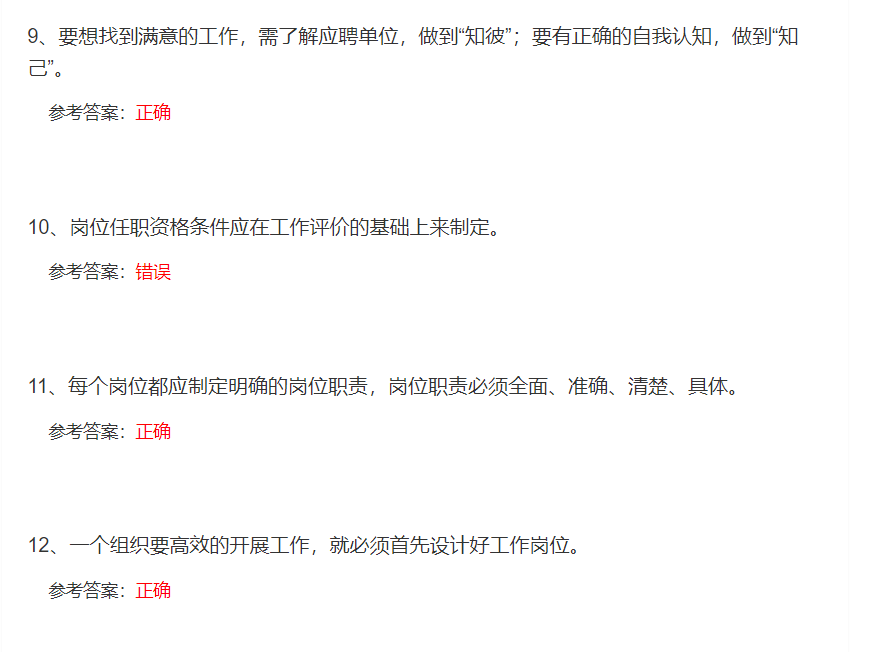 9、要想找到满意的工作，需了解应聘单位，做到“知彼”；要有正确的自我认知，做到“知
己”。
参考答案：正确
10、岗位任职资格条件应在工作评价的基础上来制定。
参考答案：错误
11、每个岗位都应制定明确的岗位职责，岗位职责必须全面、准确、清楚、具体。
参考答案：正确
12、一个组织要高效的开展工作，就必须首先设计好工作岗位。
参考答案：正确